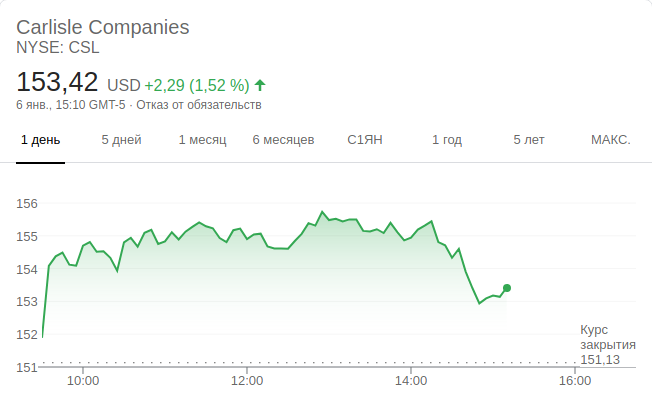 Carlisle Companies
NYSE: CSL
153,42 USD +2,29 (1,52 %)
6 янв., 15:10 GMT-5 · Отказ от обязательств
1 день 5 дней 1 месяц 6 месяцев С1ЯН 1 год 5 лет МАКС.
156
155
154
153
152
Курс
закрытия
151,13
151
10:00 12:00 14:00 16:00